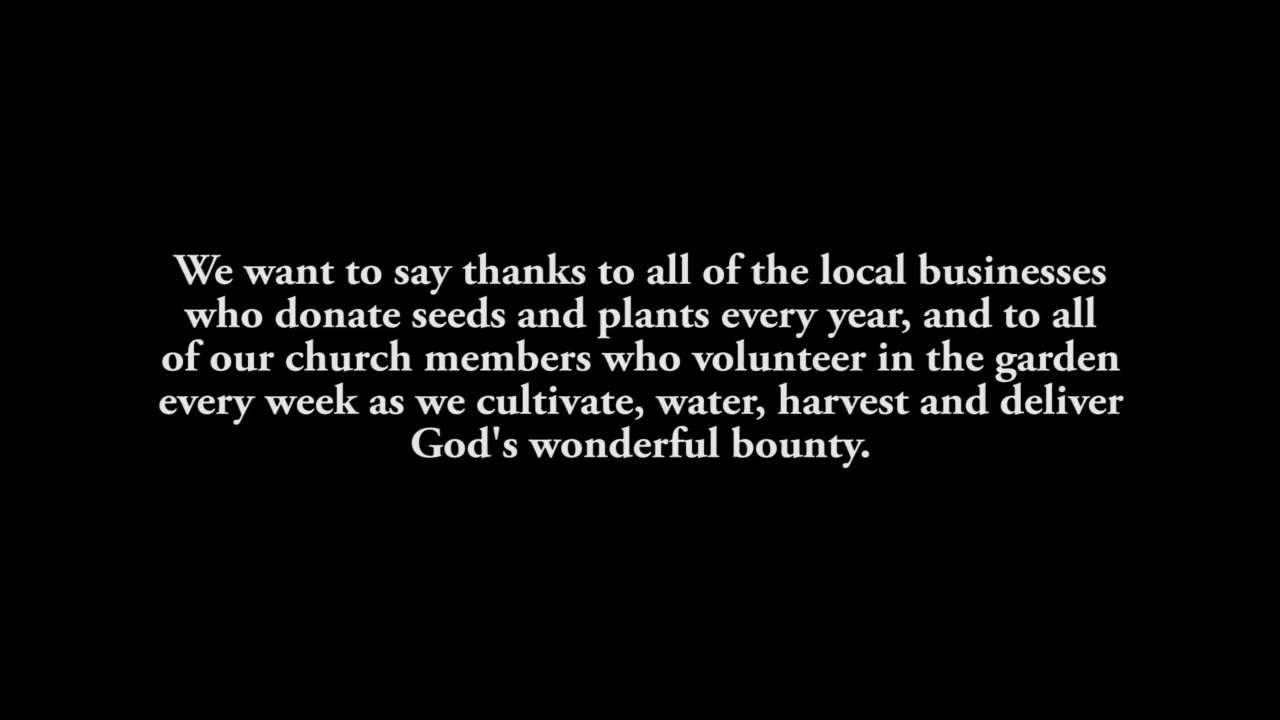 We want to say thanks to all of the local businesses
who donate seeds and plants every year, and to all
of our church members who volunteer in the garden
every week as we cultivate, water, harvest and deliver
God's wonderful bounty.